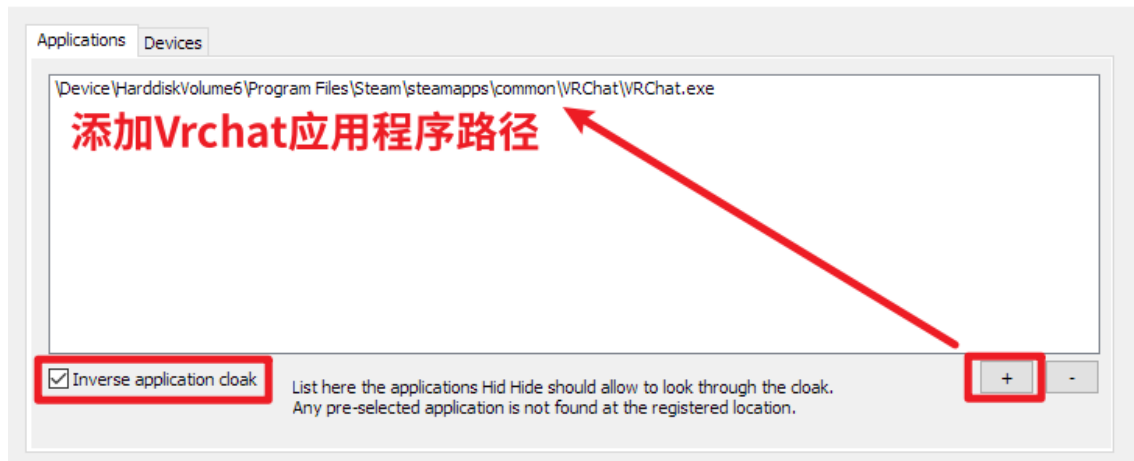 Applications
Devices
\Device\HarddiskVolume6\Program Files\Steam\steamapps\common\VRChat\VRChat.exe
添加Vrchat应用程序路径
Inverse application cloak
List here the applications Hid Hide should allow to look through the cloak.
Any pre-selected application is not found at the registered location.
+
-